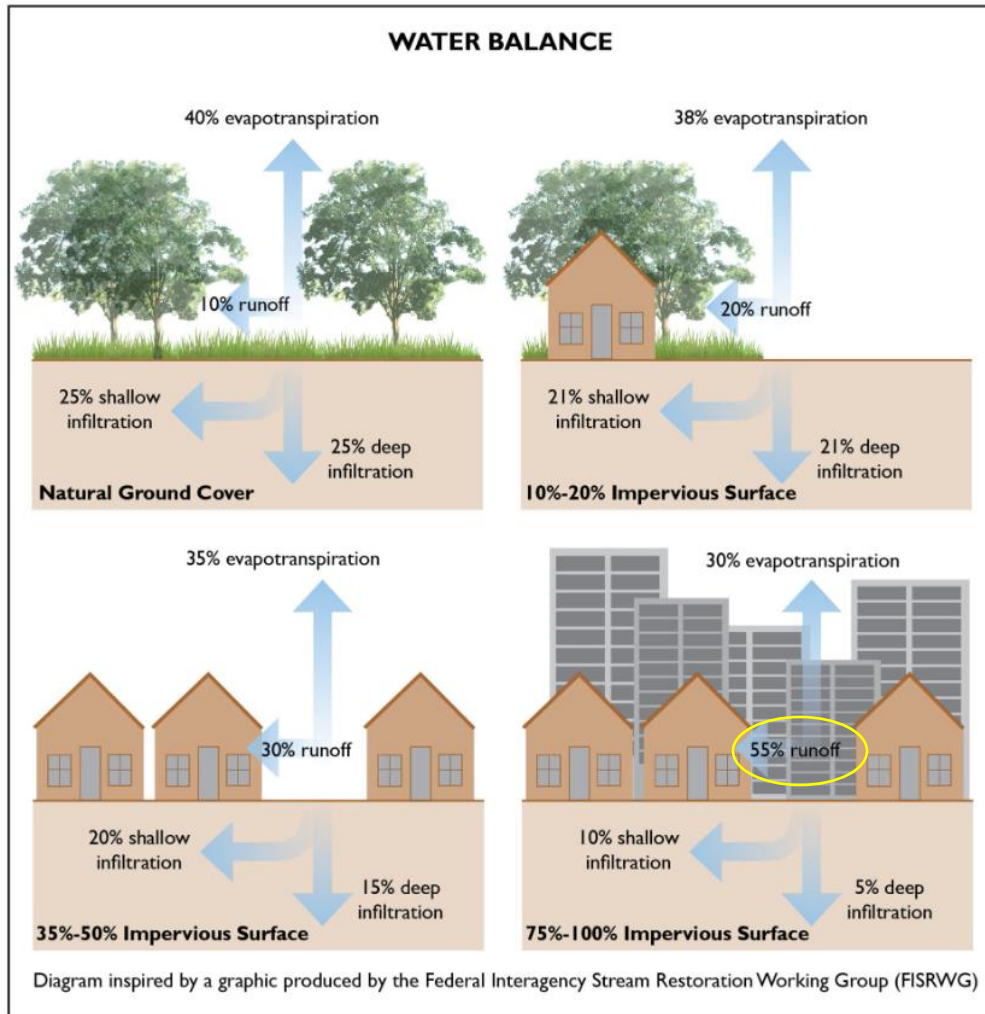 WATER BALANCE
40% evapotranspiration
10% runoff
25% shallow
infiltration
25% deep
infiltration
Natural Ground Cover
38% evapotranspiration
20% runoff
21% shallow
infiltration
21% deep
infiltration
10%-20% Impervious Surface
35% evapotranspiration
30% runoff
20% shallow
infiltration
15% deep
infiltration
35%-50% Impervious Surface
30% evapotranspiration
55% runoff
10% shallow
infiltration
5% deep
infiltration
75%-100% Impervious Surface
Diagram inspired by a graphic produced by the Federal Interagency Stream Restoration Working Group (FISRWG)